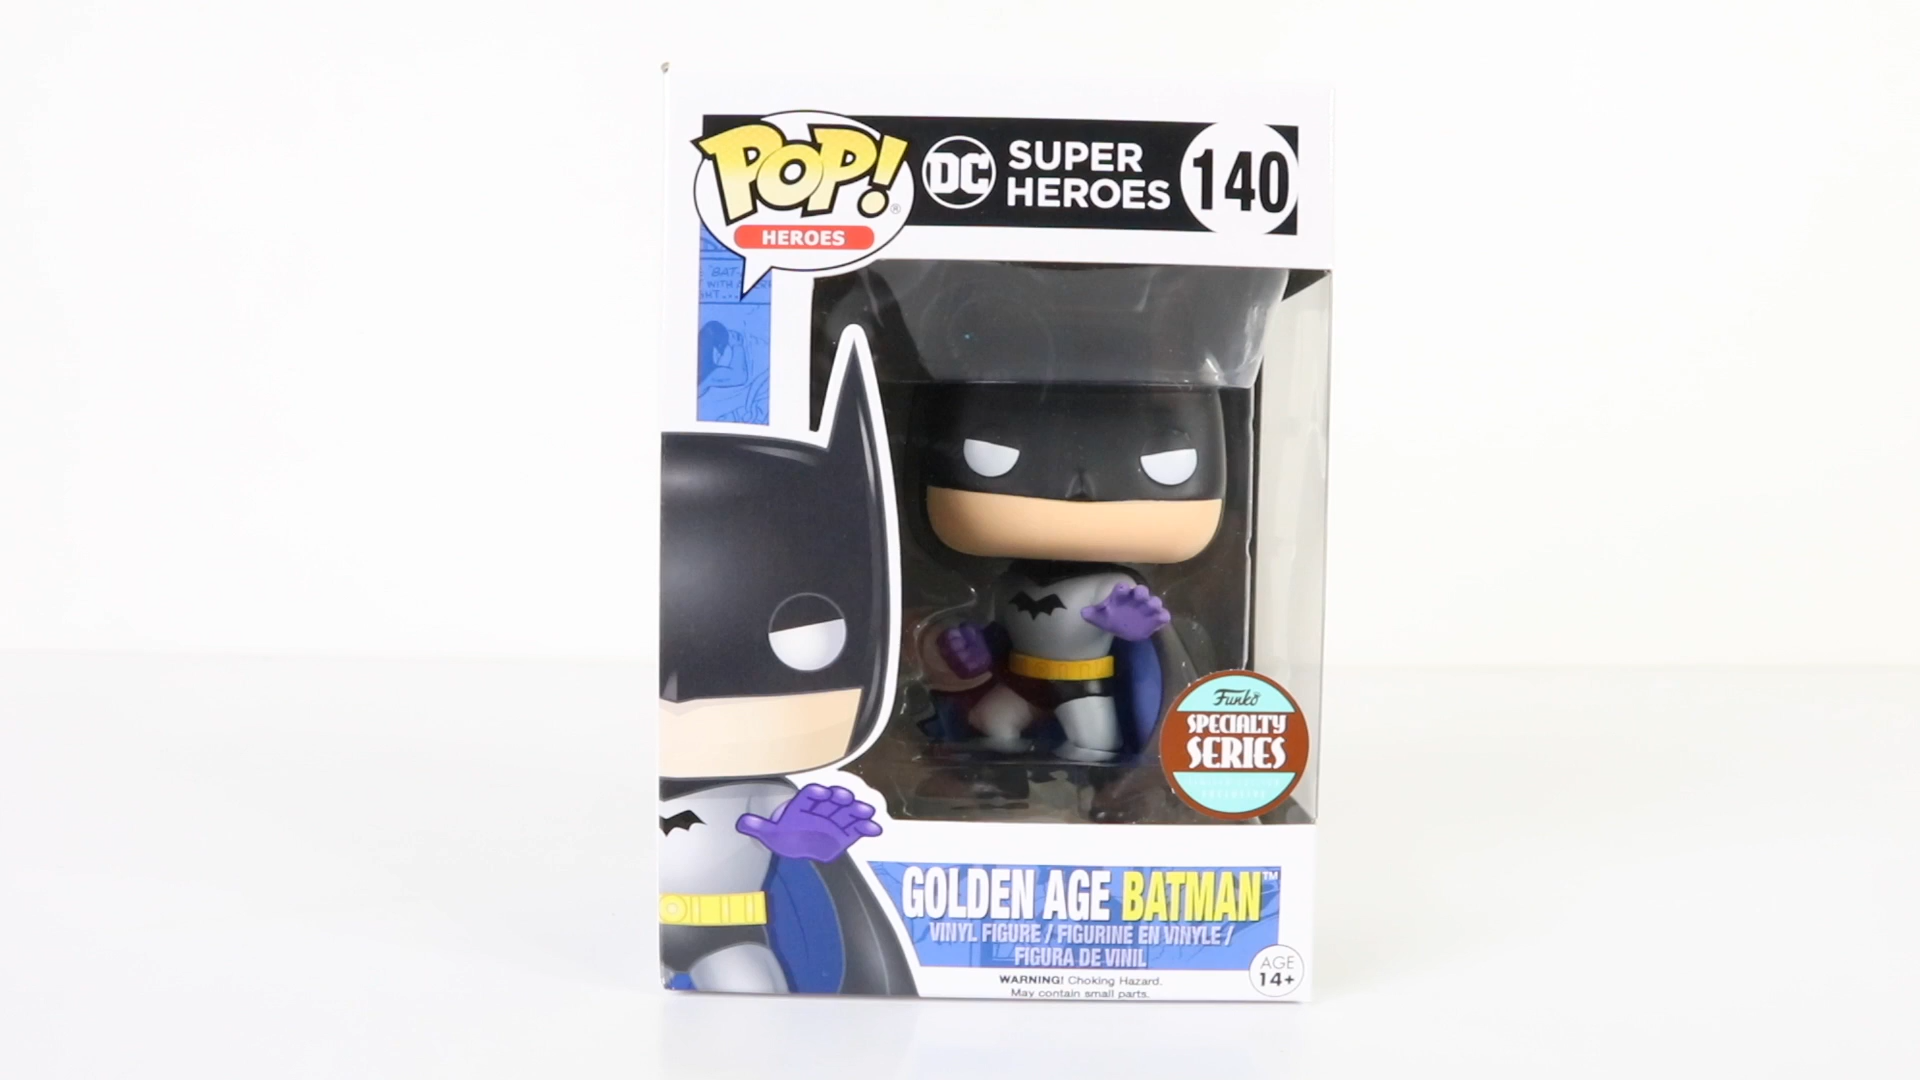 POP!®
HEROES
DC
SUPER
HEROES
140
Funko
SPECIALTY
SERIES
GOLDEN AGE BATMAN™
VINYL FIGURE / FIGURINE EN VINYLE /
FIGURA DE VINIL
WARNING! Choking Hazard.
May contain small parts.
AGE
14+